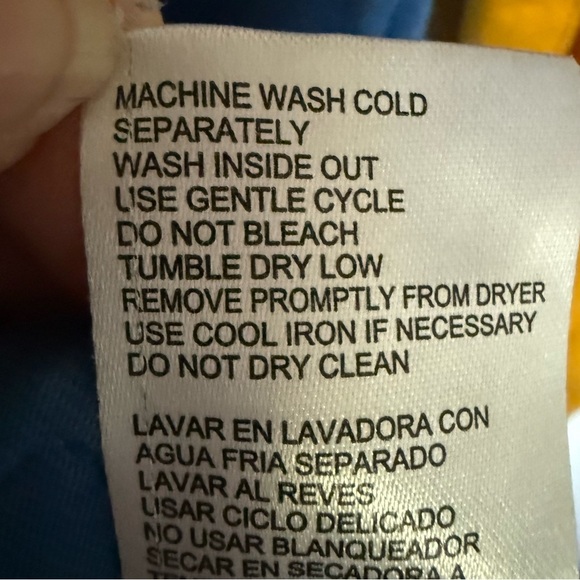 MACHINE WASH COLD
SEPARATELY
WASH INSIDE OUT
USE GENTLE CYCLE
DO NOT BLEACH
TUMBLE DRY LOW
REMOVE PROMPTLY FROM DRYER
USE COOL IRON IF NECESSARY
DO NOT DRY CLEAN
LAVAR EN LAVADORA CON
AGUA FRIA SEPARADO
LAVAR AL REVES
USAR CICLO DELICADO
NO USAR BLANQUEADOR
SECAR EN SECADORA A